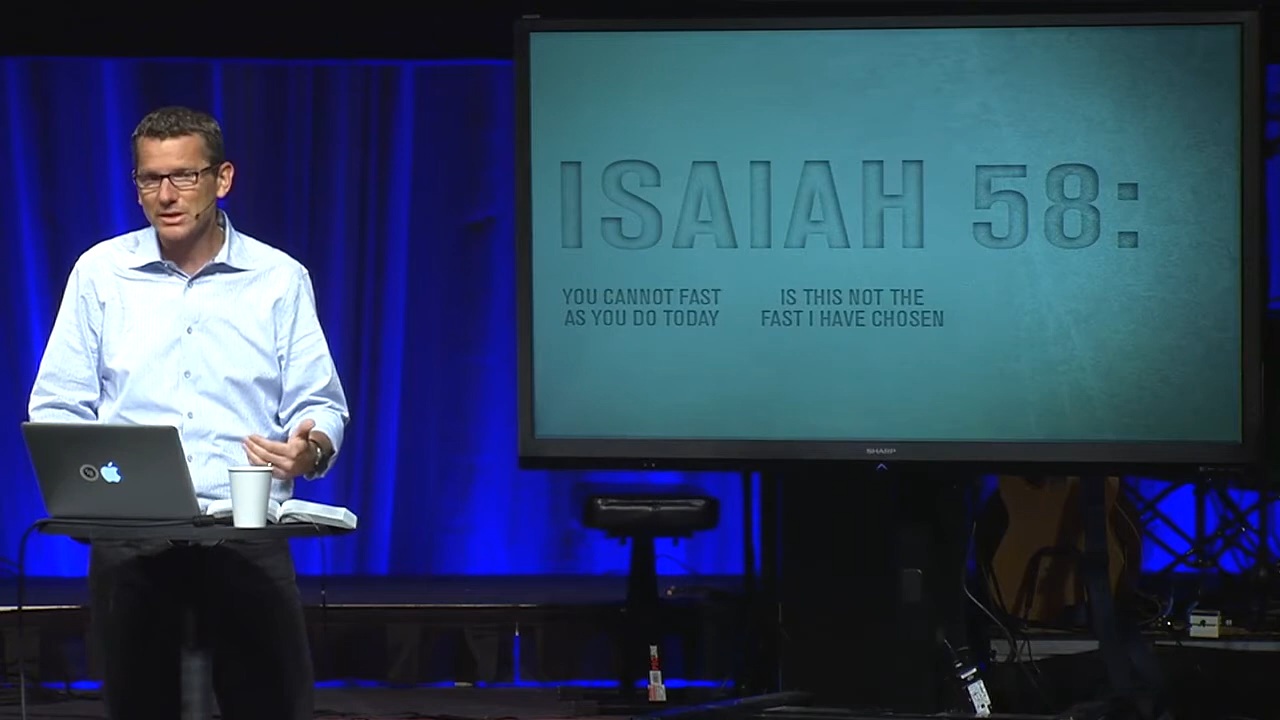 ISAIAH 58:
YOU CANNOT FAST
AS YOU DO TODAY
IS THIS NOT THE
FAST I HAVE CHOSEN
SHARP